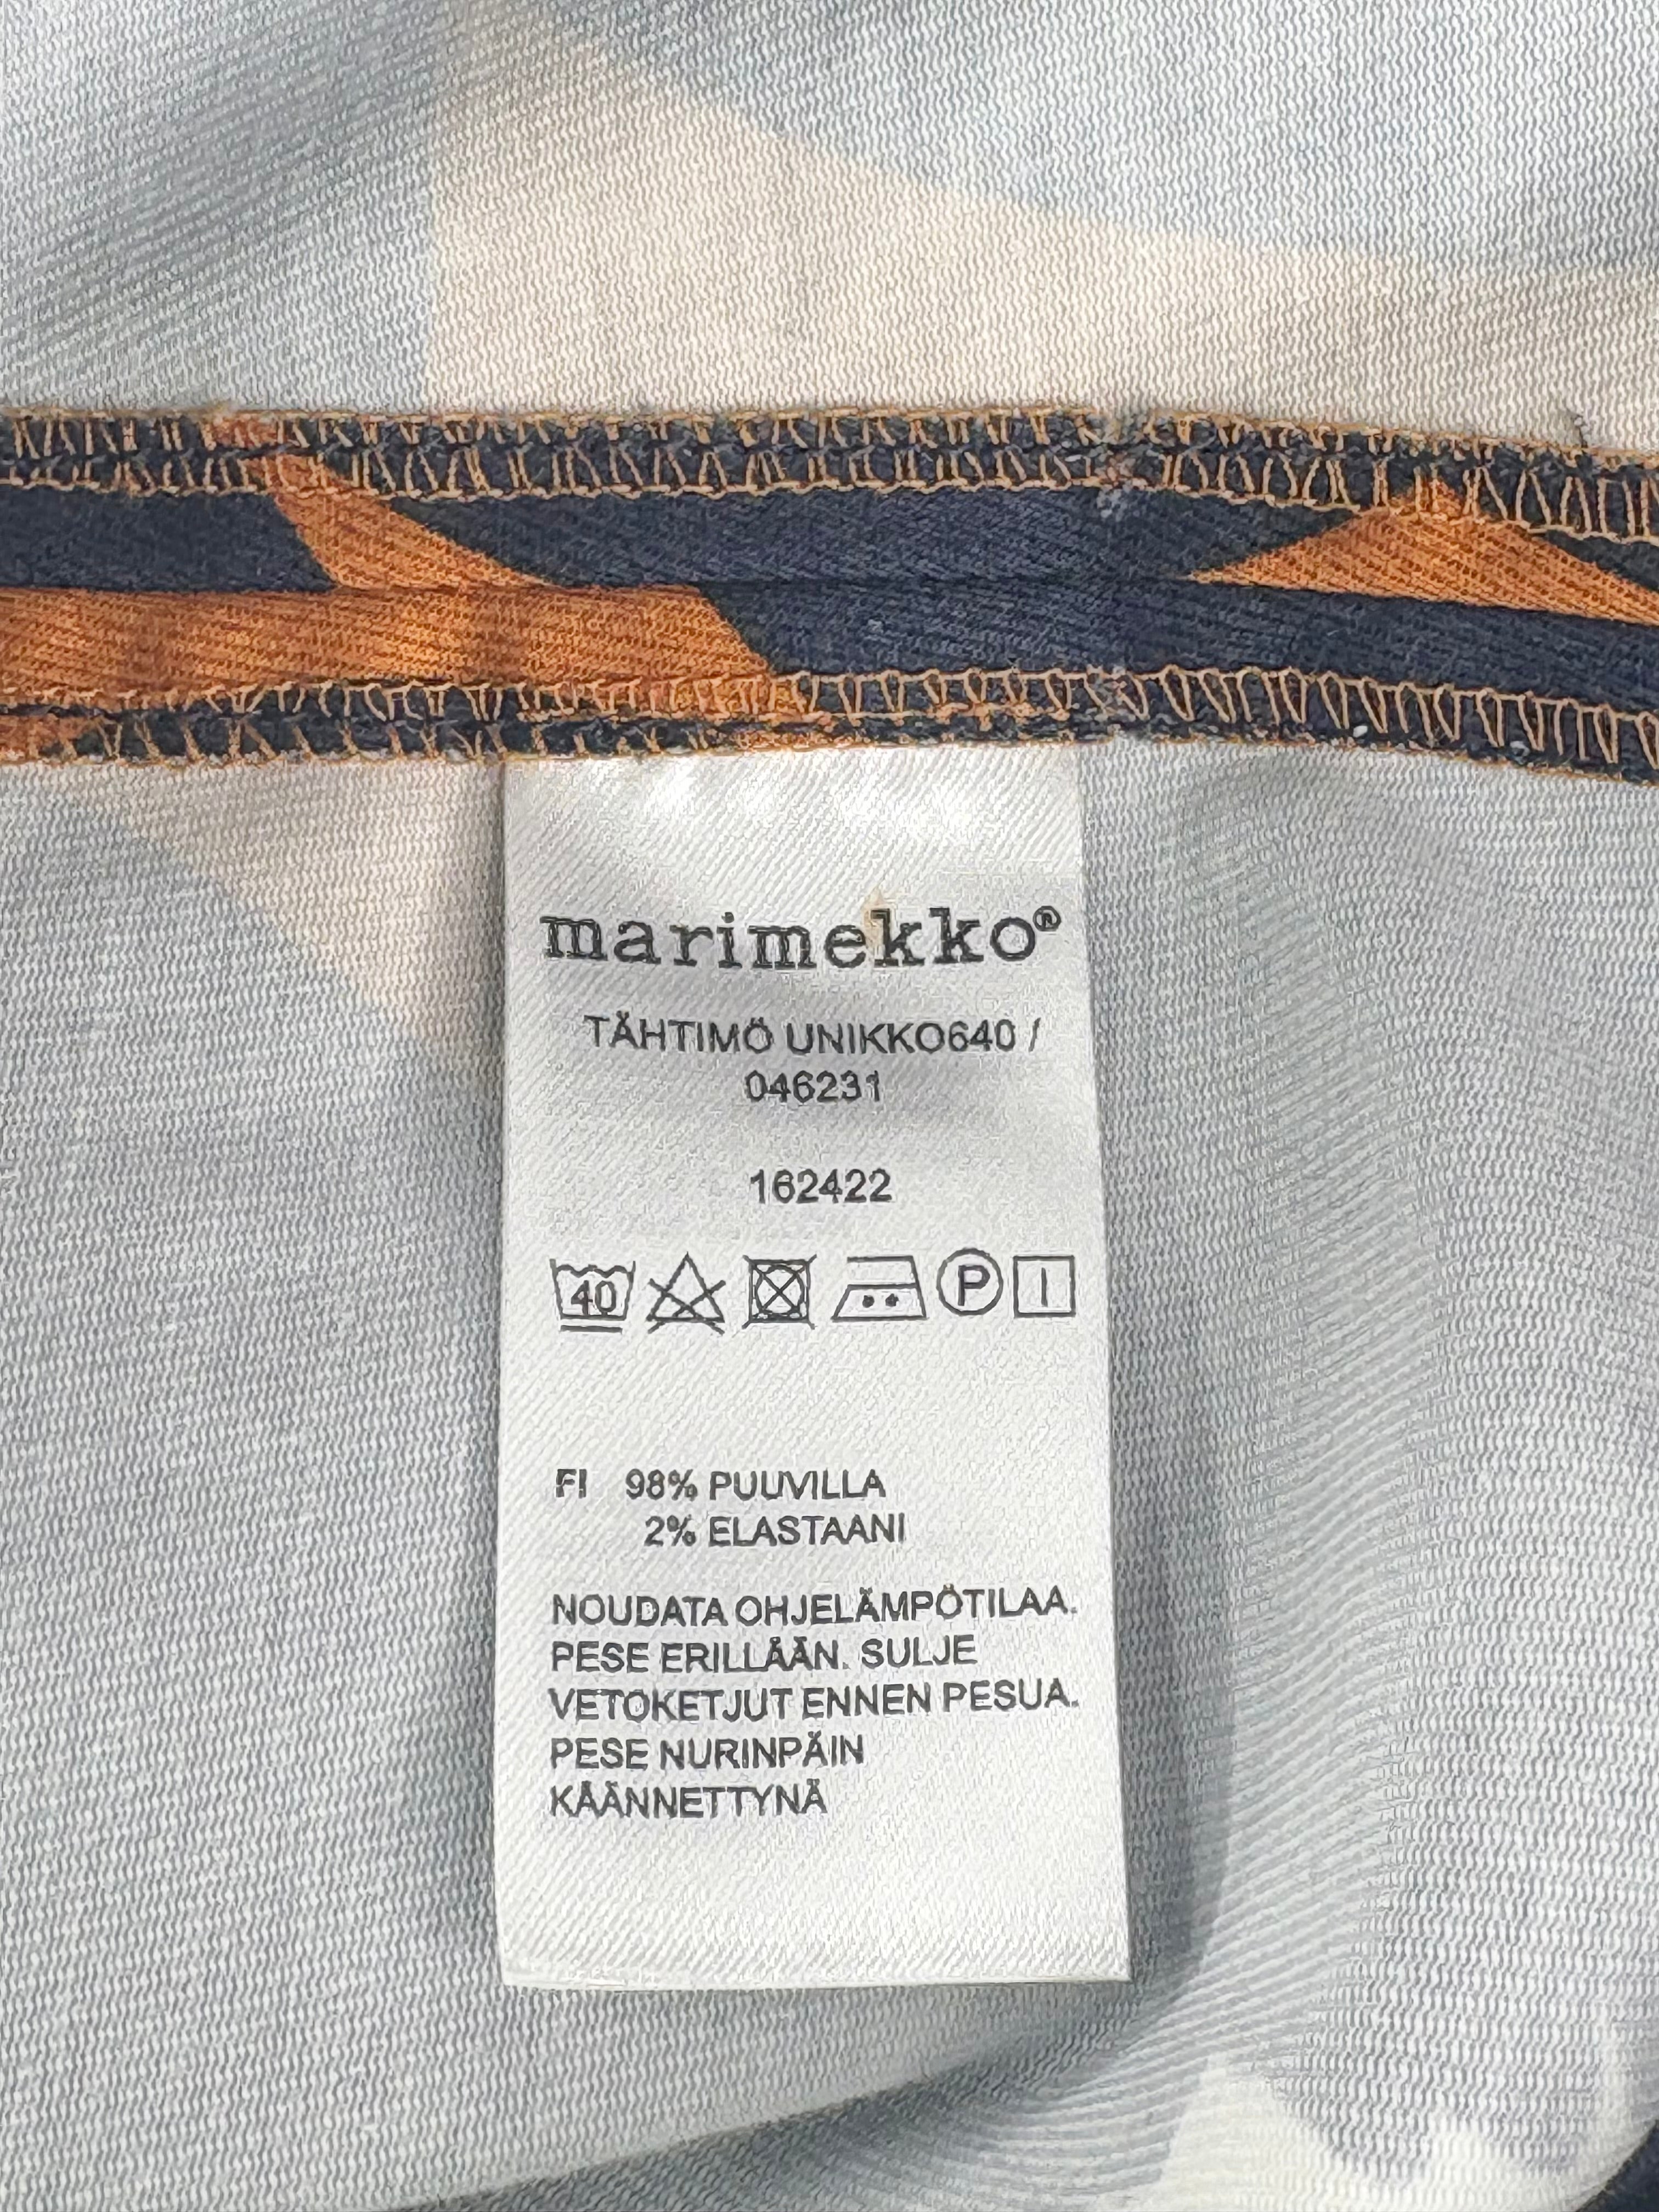 marimekko®
TÄHTIMÖ UNIKKO640 /
046231
162422
40 P
FI 98% PUUVILLA
2% ELASTAANI
NOUDATA OHJELÄMPÖTILAA.
PESE ERILLÄÄN. SULJE
VETOKETJUT ENNEN PESUA.
PESE NURINPÄIN
KÄÄNNETTYNÄ